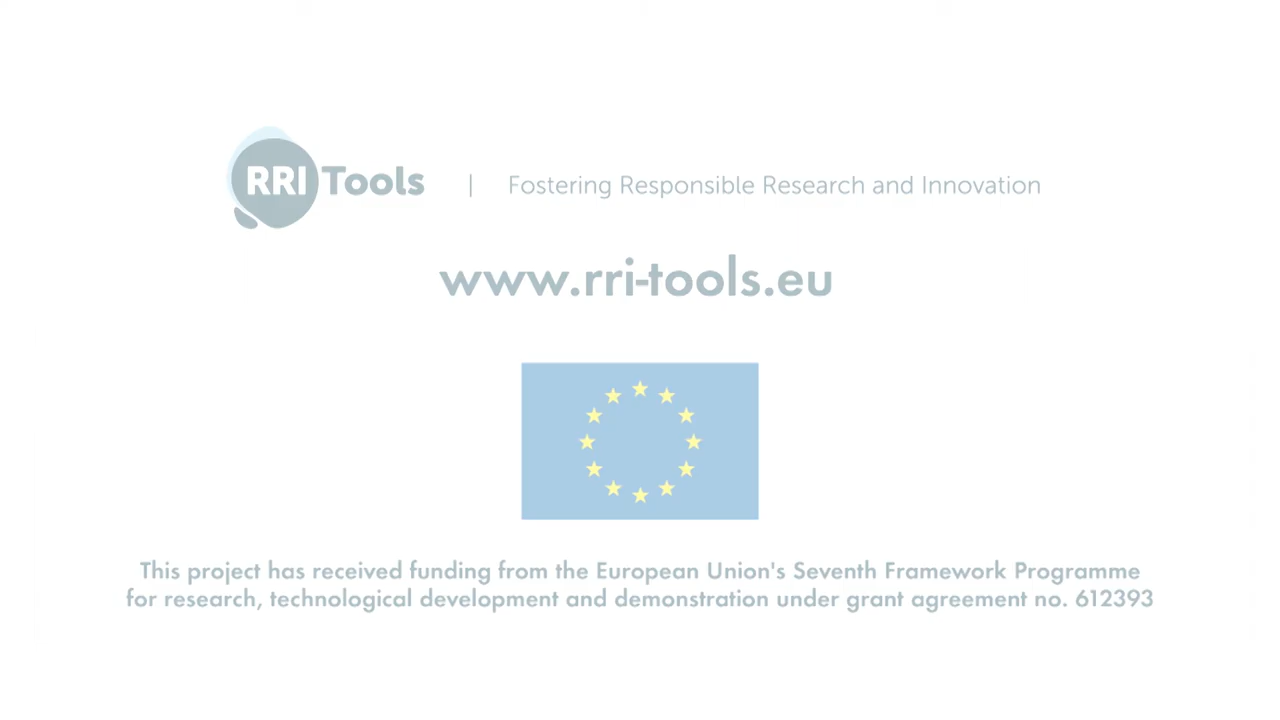 RRI Tools | Fostering Responsible Research and Innovation
www.rri-tools.eu
This project has received funding from the European Union's Seventh Framework Programme
for research, technological development and demonstration under grant agreement no. 612393